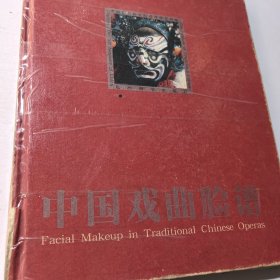 中国戏曲脸谱
Facial Makeup in Traditional Chinese Operas